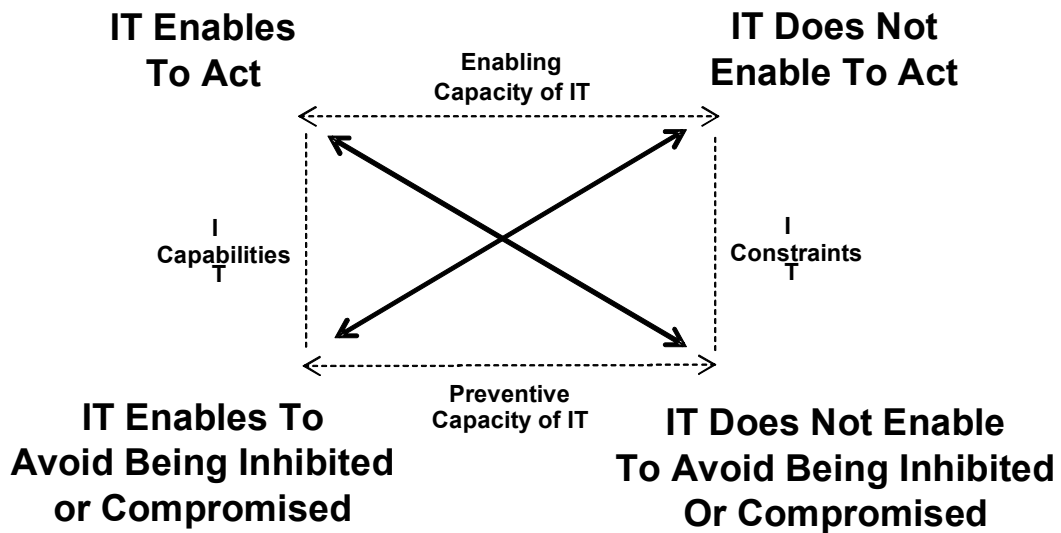 IT Enables
To Act
IT Does Not
Enable To Act
Enabling
Capacity of IT
I
Capabilities
T
I
Constraints
T
Preventive
Capacity of IT
IT Enables To
Avoid Being Inhibited
or Compromised
IT Does Not Enable
To Avoid Being Inhibited
Or Compromised